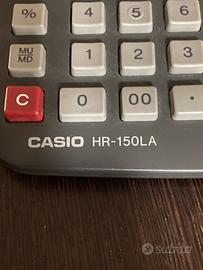 % 4 5 6
MU/MD 1 2 3
C 0 00 •
CASIO HR-150LA
subito